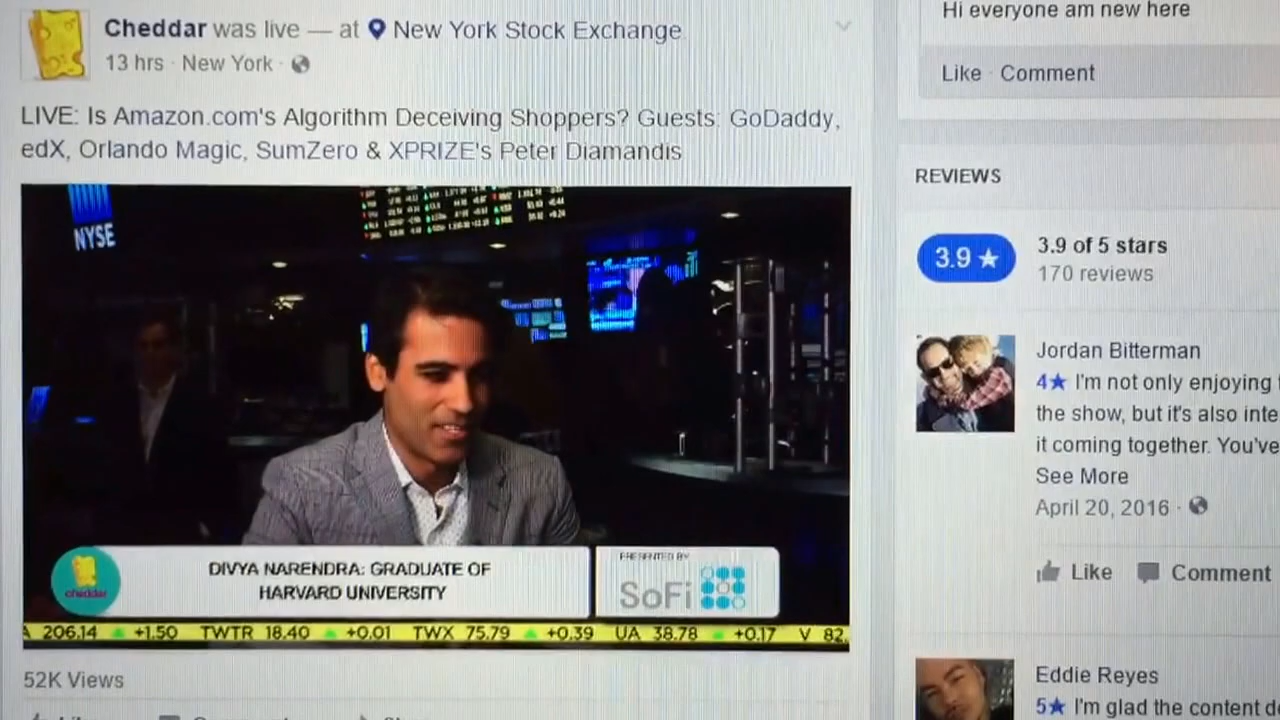 Cheddar was live — at New York Stock Exchange
13 hrs · New York ·
LIVE: Is Amazon.com's Algorithm Deceiving Shoppers? Guests: GoDaddy,
edX, Orlando Magic, SumZero & XPRIZE's Peter Diamandis
NYSE
DIVYA NARENDRA: GRADUATE OF
HARVARD UNIVERSITY
cheddar
PRESENTED BY
SoFi
206.14 +1.50 TWTR 18.40 +0.01 TWX 75.79 +0.39 UA 38.78 +0.17 V 82.
52K Views
Hi everyone am new here
Like · Comment
REVIEWS
3.9 ★
3.9 of 5 stars
170 reviews
Jordan Bitterman
4★ I'm not only enjoying
the show, but it's also inte
it coming together. You've
See More
April 20, 2016 ·
Like Comment
Eddie Reyes
5★ I'm glad the content d